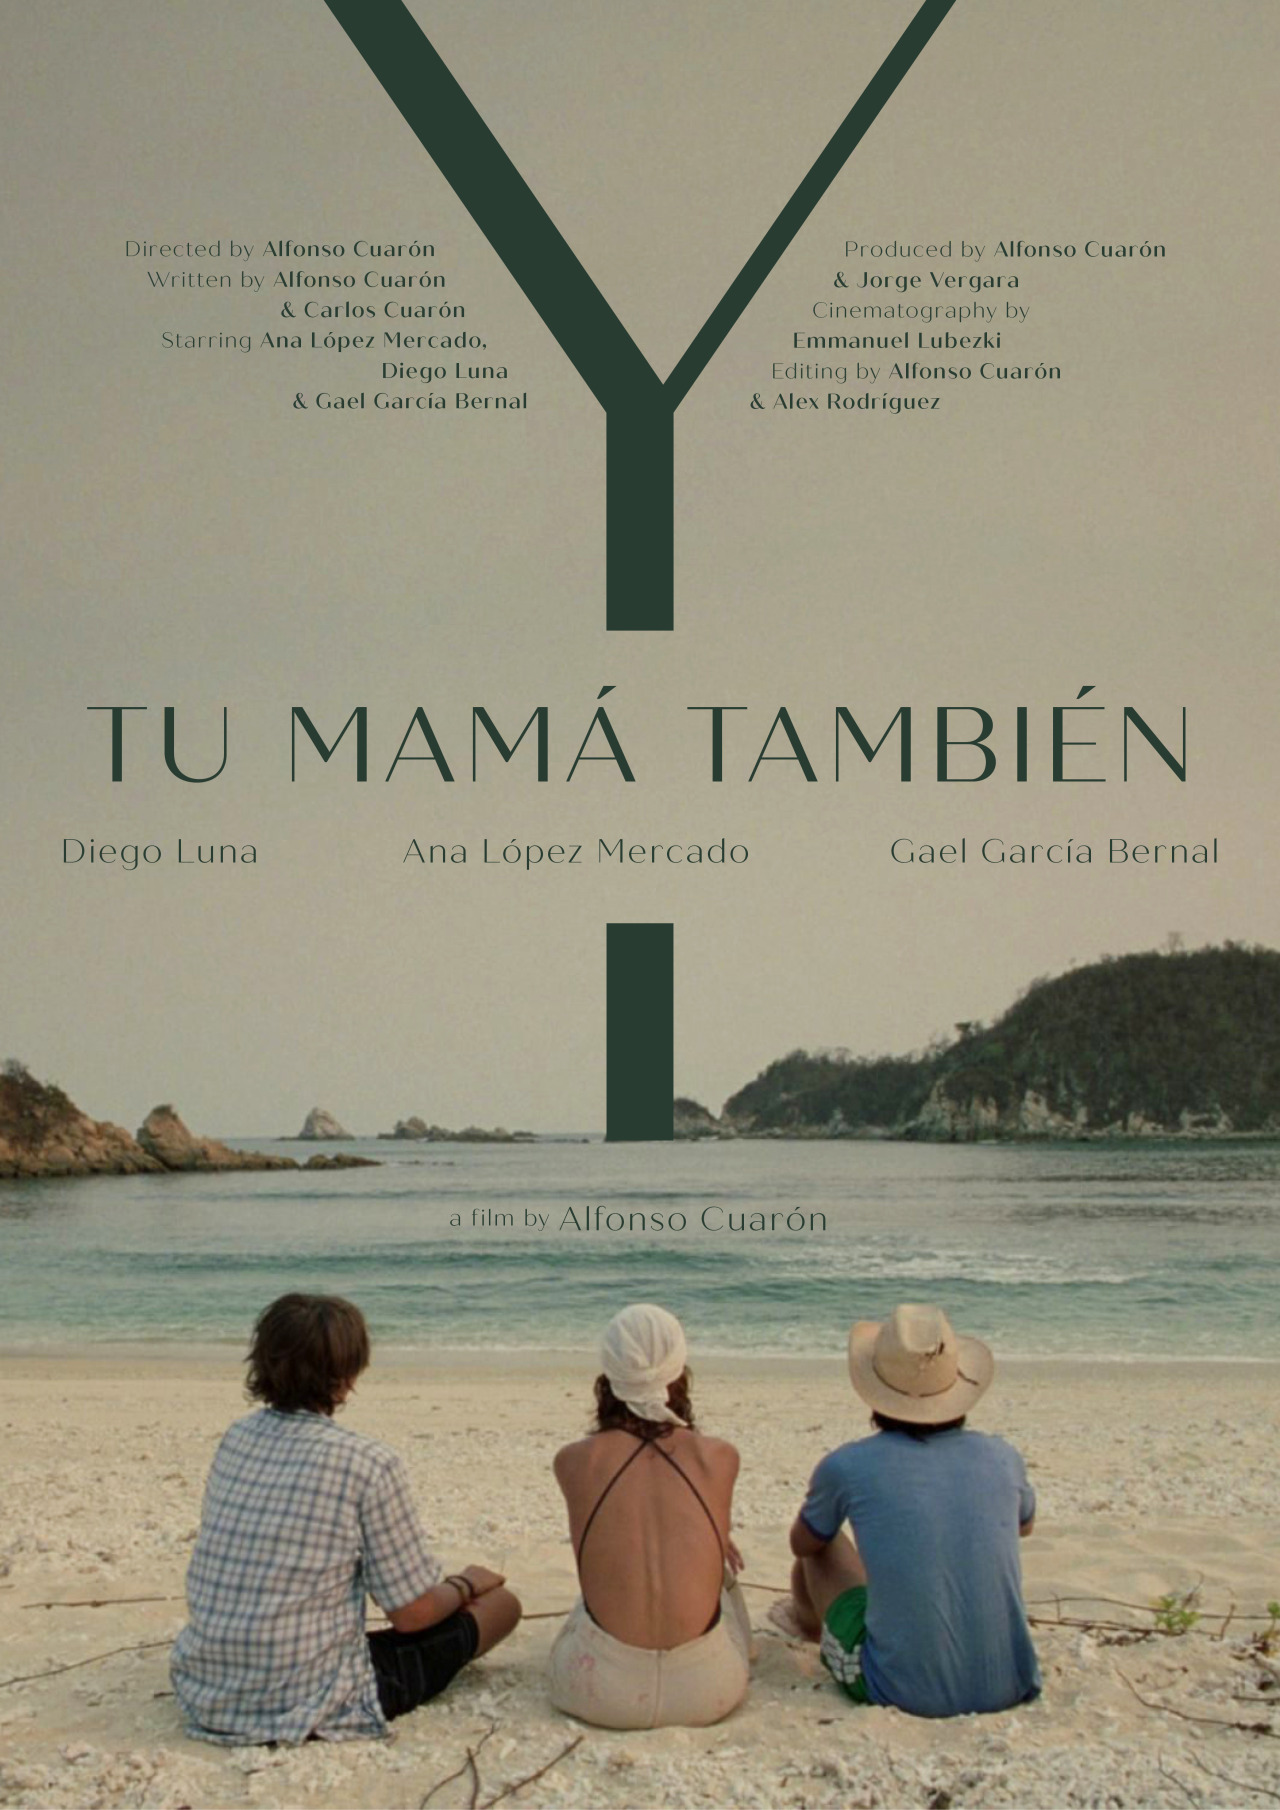 Y
Directed by Alfonso Cuarón
Written by Alfonso Cuarón
& Carlos Cuarón
Starring Ana López Mercado,
Diego Luna
& Gael García Bernal
Produced by Alfonso Cuarón
& Jorge Vergara
Cinematography by
Emmanuel Lubezki
Editing by Alfonso Cuarón
& Alex Rodríguez
TU MAMÁ TAMBIÉN
Diego Luna
Ana López Mercado
Gael García Bernal
a film by Alfonso Cuarón